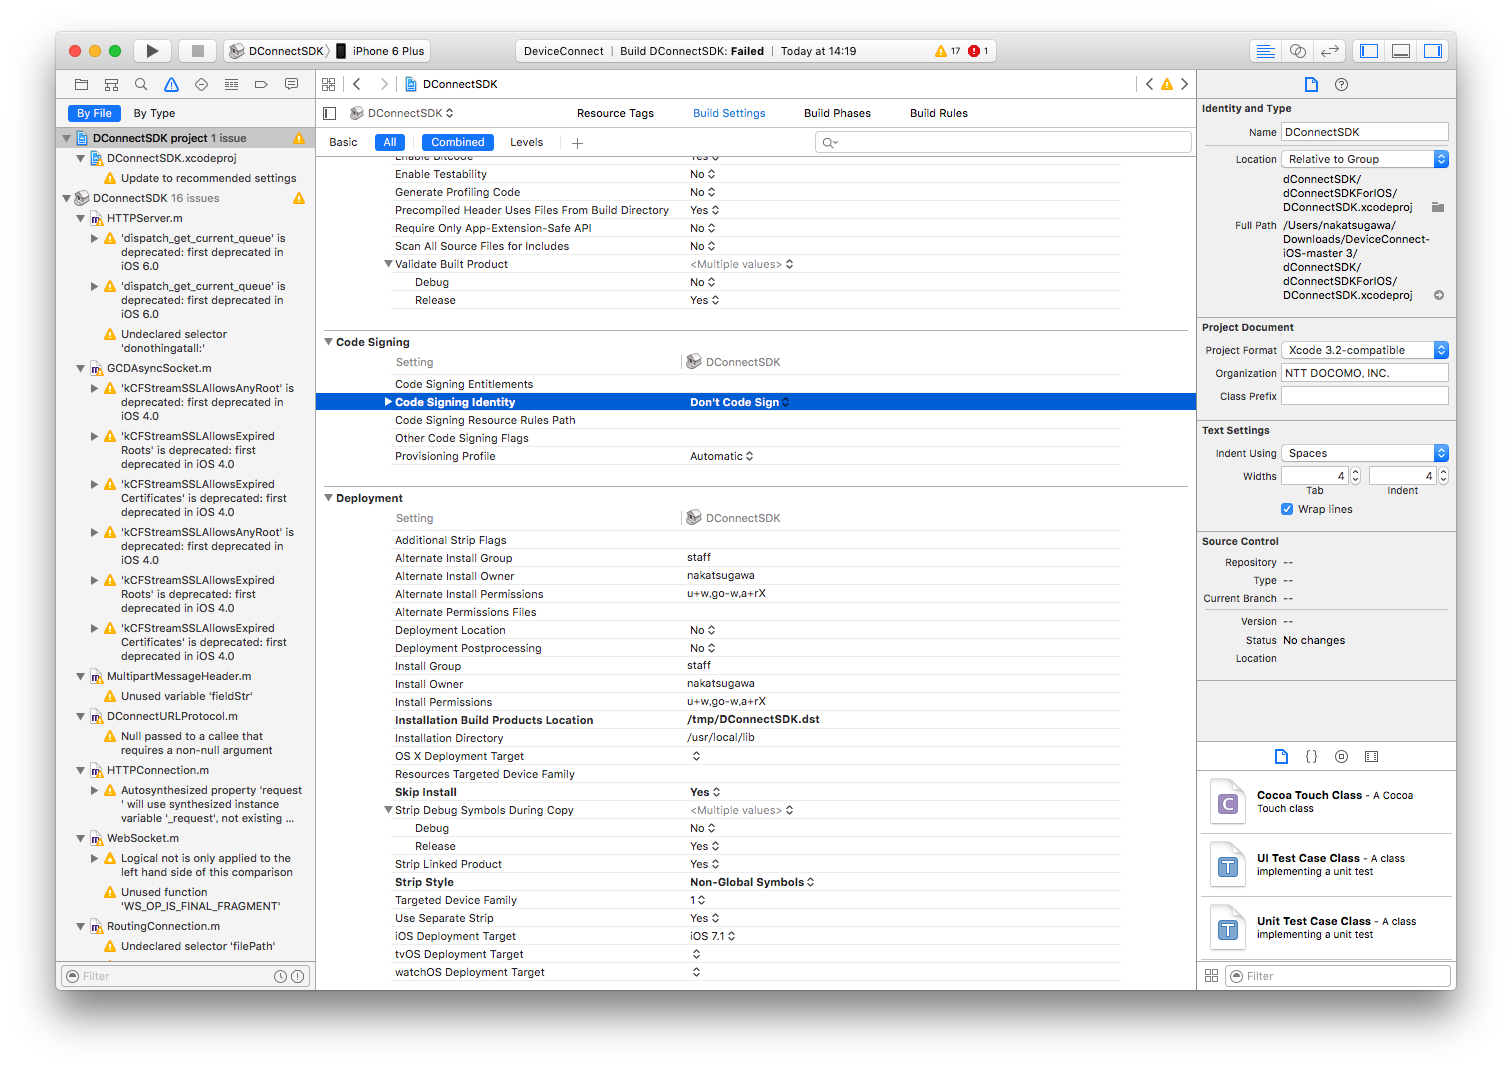 DConnectSDK iPhone 6 Plus
DeviceConnect Build DConnectSDK: Failed Today at 14:19 17 1
By File By Type
DConnectSDK project 1 issue
DConnectSDK.xcodeproj
Update to recommended settings
DConnectSDK 16 issues
HTTPServer.m
'dispatch_get_current_queue' is
deprecated: first deprecated in
iOS 6.0
'dispatch_get_current_queue' is
deprecated: first deprecated in
iOS 6.0
Undeclared selector
'donothingatall:'
GCDAsyncSocket.m
'kCFStreamSSLAllowsAnyRoot' is
deprecated: first deprecated in
iOS 4.0
'kCFStreamSSLAllowsExpired
Roots' is deprecated: first
deprecated in iOS 4.0
'kCFStreamSSLAllowsExpired
Certificates' is deprecated: first
deprecated in iOS 4.0
'kCFStreamSSLAllowsAnyRoot' is
deprecated: first deprecated in
iOS 4.0
'kCFStreamSSLAllowsExpired
Roots' is deprecated: first
deprecated in iOS 4.0
'kCFStreamSSLAllowsExpired
Certificates' is deprecated: first
deprecated in iOS 4.0
MultipartMessageHeader.m
Unused variable 'fieldStr'
DConnectURLProtocol.m
Null passed to a callee that
requires a non-null argument
HTTPConnection.m
Autosynthesized property 'request
' will use synthesized instance
variable '_request', not existing ...
WebSocket.m
Logical not is only applied to the
left hand side of this comparison
Unused function
'WS_OP_IS_FINAL_FRAGMENT'
RoutingConnection.m
Undeclared selector 'filePath'
Filter
DConnectSDK
DConnectSDK Resource Tags Build Settings Build Phases Build Rules
Basic All Combined Levels
Enable Bitcode Yes
Enable Testability No
Generate Profiling Code No
Precompiled Header Uses Files From Build Directory Yes
Require Only App-Extension-Safe API No
Scan All Source Files for Includes No
Validate Built Product <Multiple values>
Debug No
Release Yes
Code Signing
Setting DConnectSDK
Code Signing Entitlements
Code Signing Identity Don't Code Sign
Code Signing Resource Rules Path
Other Code Signing Flags
Provisioning Profile Automatic
Deployment
Setting DConnectSDK
Additional Strip Flags
Alternate Install Group staff
Alternate Install Owner nakatsugawa
Alternate Install Permissions u+w,go-w,a+rX
Alternate Permissions Files
Deployment Location No
Deployment Postprocessing No
Install Group staff
Install Owner nakatsugawa
Install Permissions u+w,go-w,a+rX
Installation Build Products Location /tmp/DConnectSDK.dst
Installation Directory /usr/local/lib
OS X Deployment Target
Resources Targeted Device Family
Skip Install Yes
Strip Debug Symbols During Copy <Multiple values>
Debug No
Release Yes
Strip Linked Product Yes
Strip Style Non-Global Symbols
Targeted Device Family 1
Use Separate Strip Yes
iOS Deployment Target iOS 7.1
tvOS Deployment Target
watchOS Deployment Target
Identity and Type
Name DConnectSDK
Location Relative to Group
dConnectSDK/
dConnectSDKForIOS/
DConnectSDK.xcodeproj
Full Path /Users/nakatsugawa/
Downloads/DeviceConnect-
iOS-master 3/
dConnectSDK/
dConnectSDKForIOS/
DConnectSDK.xcodeproj
Project Document
Project Format Xcode 3.2-compatible
Organization NTT DOCOMO, INC.
Class Prefix
Text Settings
Indent Using Spaces
Widths 4 4
Tab Indent
Wrap lines
Source Control
Repository --
Type --
Current Branch --
Version --
Status No changes
Location
C Cocoa Touch Class - A Cocoa
Touch class
T UI Test Case Class - A class
implementing a unit test
T Unit Test Case Class - A class
implementing a unit test
Filter